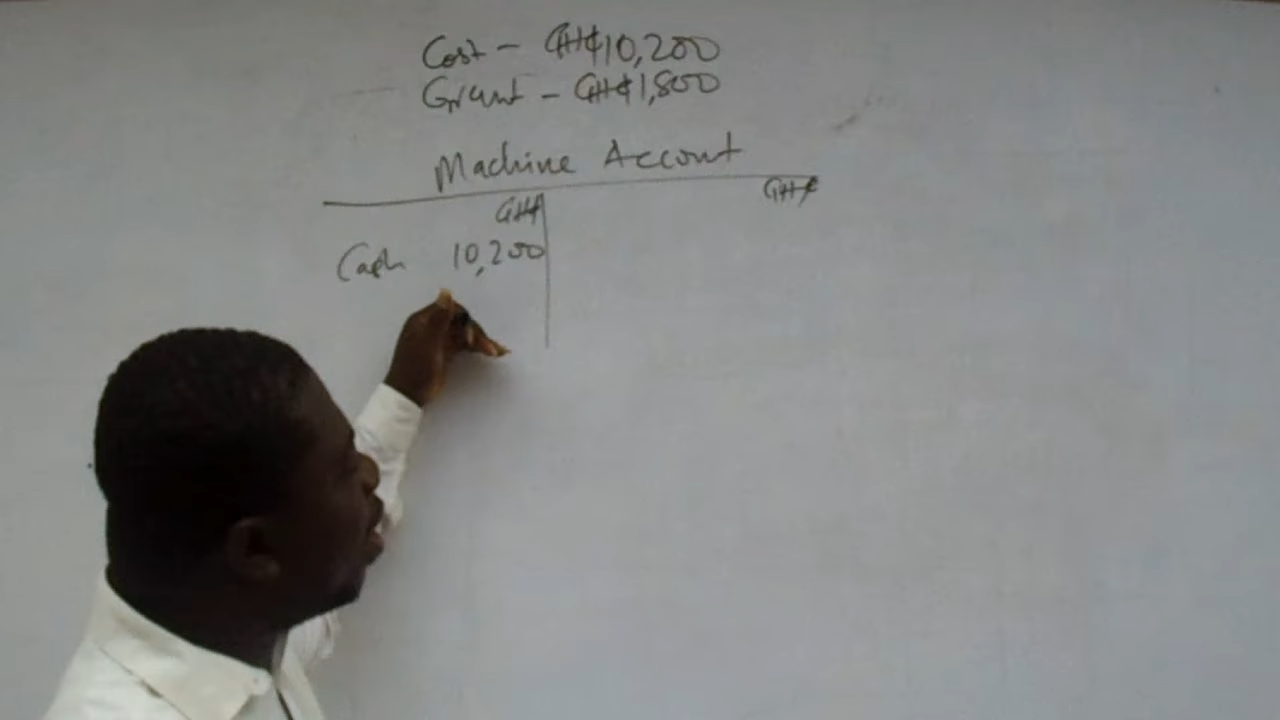 Cost - GH¢10,200
Grant - GH¢1,800
Machine Account
GH¢
GH¢
Cash 10,200